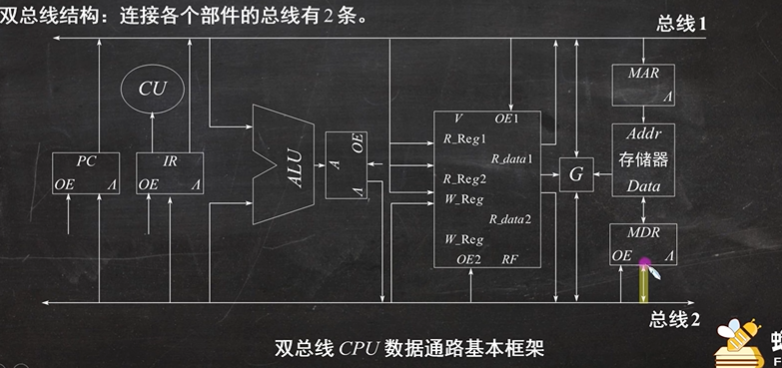 双总线结构：连接各个部件的总线有2条。
总线1
CU
MAR
Λ
PC
OE Λ
IR
OE Λ
ALU
A
OE
Λ
V OE1
R_Reg1
R_data1
R_Reg2
W_Reg
R_data2
W_Reg
OE2 RF
G
Addr
存储器
Data
MDR
OE Λ
总线2
双总线 CPU 数据通路基本框架